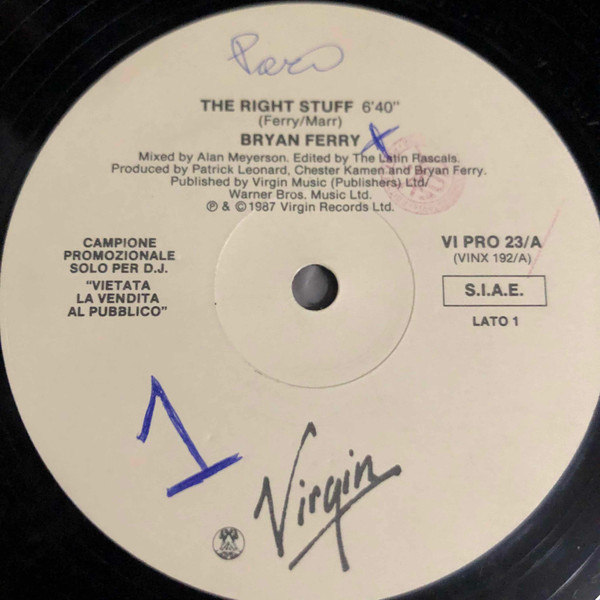 THE RIGHT STUFF 6'40"
(Ferry/Marr)
BRYAN FERRY
Mixed by Alan Meyerson. Edited by The Latin Rascals.
Produced by Patrick Leonard, Chester Kamen and Bryan Ferry.
Published by Virgin Music (Publishers) Ltd/
Warner Bros. Music Ltd.
℗ & © 1987 Virgin Records Ltd.
CAMPIONE
PROMOZIONALE
SOLO PER D.J.
"VIETATA
LA VENDITA
AL PUBBLICO"
VI PRO 23/A
(VINX 192/A)
S.I.A.E.
LATO 1
1
Virgin